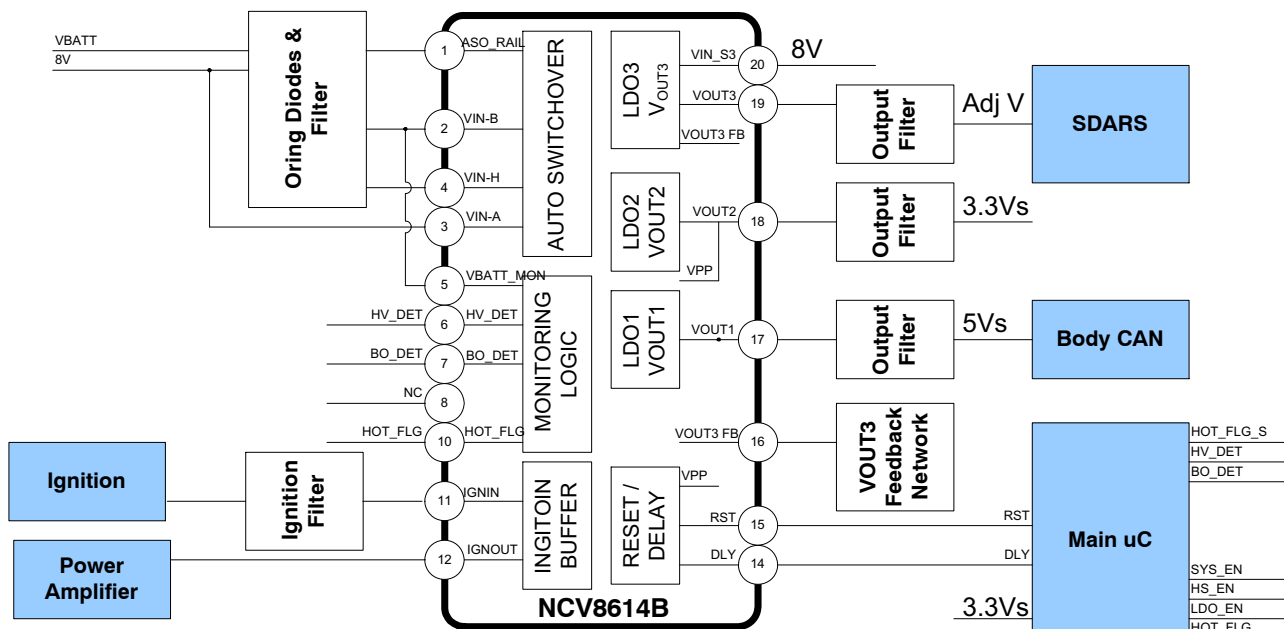 VBATT
8V
Oring Diodes &
Filter
1
ASO_RAIL
2
VIN-B
4
VIN-H
3
VIN-A
AUTO SWITCHOVER
5
VBATT_MON
HV_DET
6
HV_DET
BO_DET
7
BO_DET
NC
8
HOT_FLG
10
HOT_FLG
MONITORING
LOGIC
Ignition
Ignition
Filter
11
IGNIN
Power
Amplifier
12
IGNOUT
INGITOIN
BUFFER
LDO3
VOUT3
VIN_S3
20
8V
VOUT3
19
VOUT3 FB
Output
Filter
Adj V
SDARS
LDO2
VOUT2
VOUT2
18
VPP
Output
Filter
3.3Vs
LDO1
VOUT1
VOUT1
17
Output
Filter
5Vs
Body CAN
VOUT3 FB
16
VOUT3
Feedback
Network
RESET /
DELAY
VPP
RST
15
RST
DLY
14
DLY
3.3Vs
Main uC
HOT_FLG_S
HV_DET
BO_DET
SYS_EN
HS_EN
LDO_EN
HOT_FLG
NCV8614B